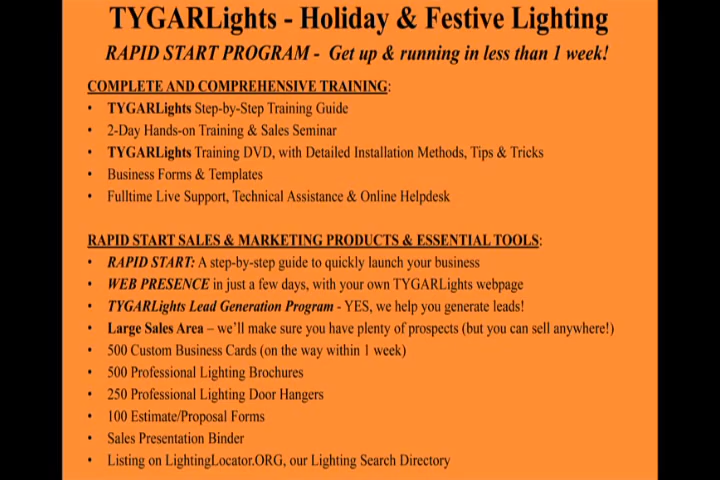 TYGARLights - Holiday & Festive Lighting
RAPID START PROGRAM - Get up & running in less than 1 week!
COMPLETE AND COMPREHENSIVE TRAINING:
• TYGARLights Step-by-Step Training Guide
• 2-Day Hands-on Training & Sales Seminar
• TYGARLights Training DVD, with Detailed Installation Methods, Tips & Tricks
• Business Forms & Templates
• Fulltime Live Support, Technical Assistance & Online Helpdesk
RAPID START SALES & MARKETING PRODUCTS & ESSENTIAL TOOLS:
• RAPID START: A step-by-step guide to quickly launch your business
• WEB PRESENCE in just a few days, with your own TYGARLights webpage
• TYGARLights Lead Generation Program - YES, we help you generate leads!
• Large Sales Area – we'll make sure you have plenty of prospects (but you can sell anywhere!)
• 500 Custom Business Cards (on the way within 1 week)
• 500 Professional Lighting Brochures
• 250 Professional Lighting Door Hangers
• 100 Estimate/Proposal Forms
• Sales Presentation Binder
• Listing on LightingLocator.ORG, our Lighting Search Directory